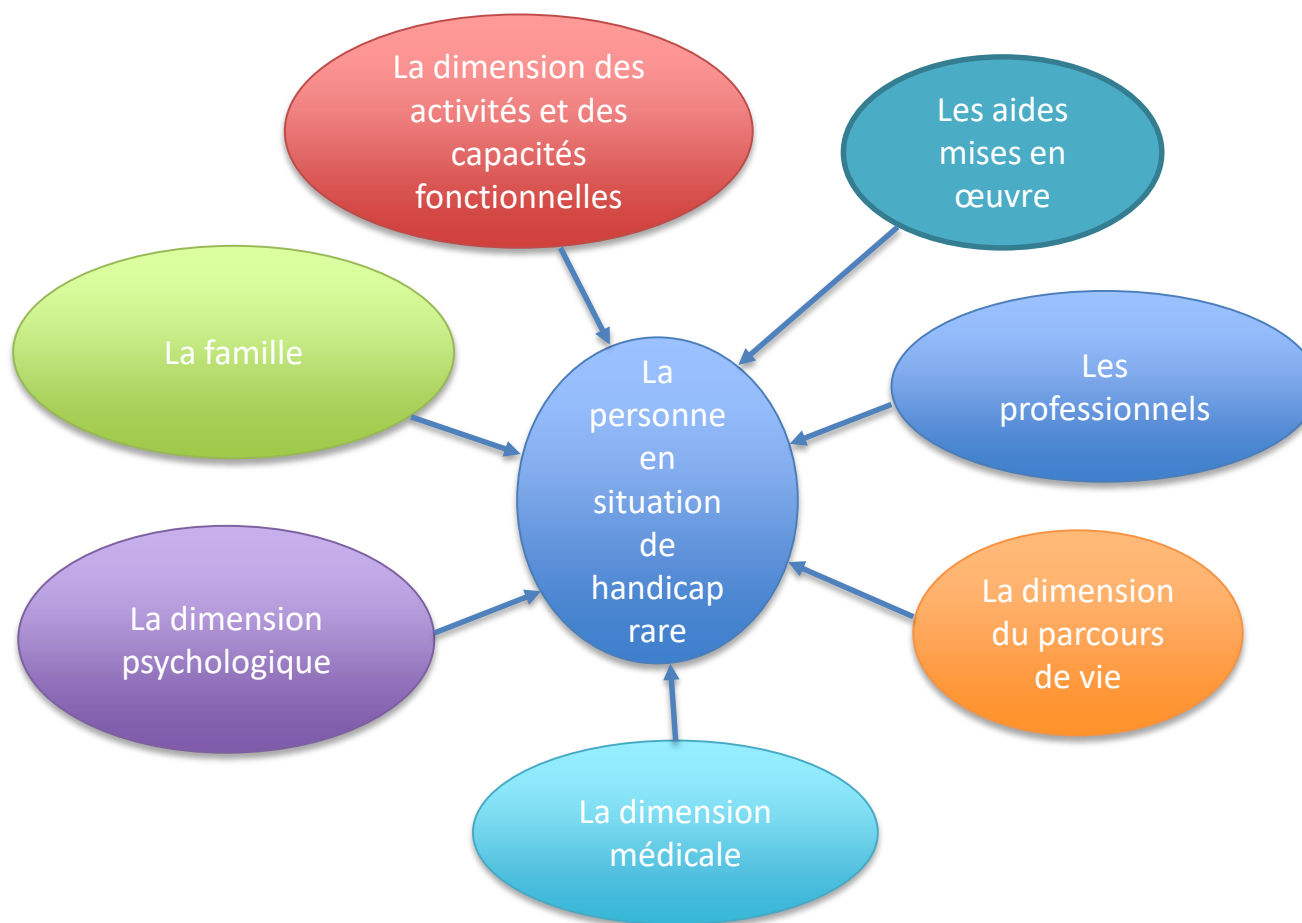 La dimension des
activités et des
capacités
fonctionnelles
Les aides
mises en
œuvre
La famille
Les
professionnels
La
personne
en
situation
de
handicap
rare
La dimension
psychologique
La dimension
du parcours
de vie
La dimension
médicale